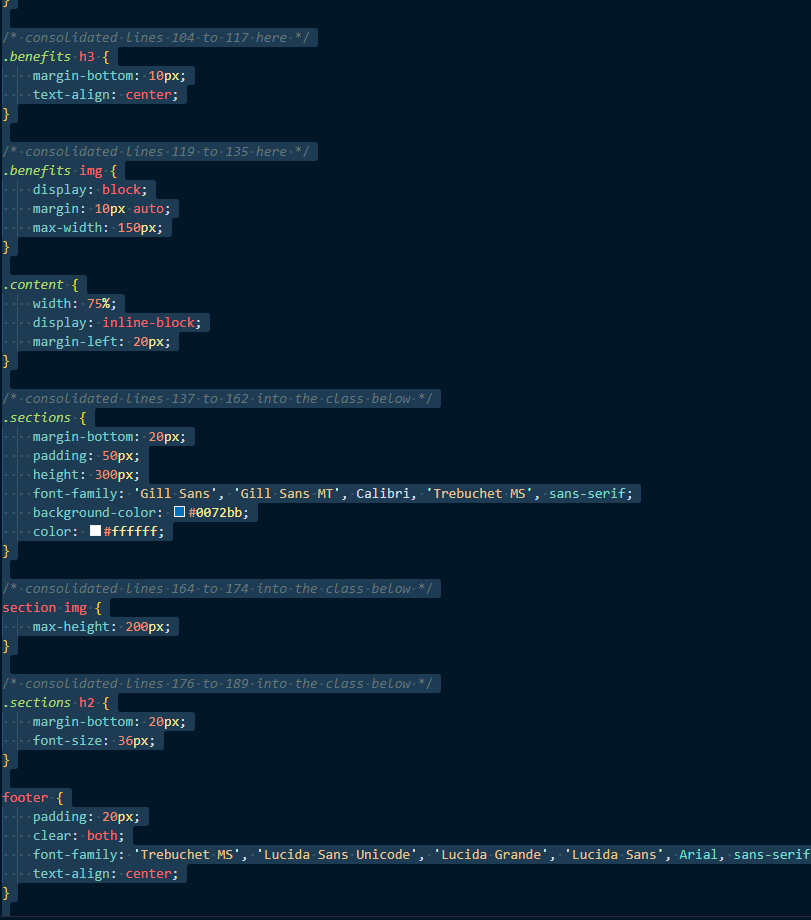 }
/* consolidated lines 104 to 117 here */
.benefits h3 {
    margin-bottom: 10px;
    text-align: center;
}
/* consolidated lines 119 to 135 here */
.benefits img {
    display: block;
    margin: 10px auto;
    max-width: 150px;
}
.content {
    width: 75%;
    display: inline-block;
    margin-left: 20px;
}
/* consolidated lines 137 to 162 into the class below */
.sections {
    margin-bottom: 20px;
    padding: 50px;
    height: 300px;
    font-family: 'Gill Sans', 'Gill Sans MT', Calibri, 'Trebuchet MS', sans-serif;
    background-color: #0072bb;
    color: #ffffff;
}
/* consolidated lines 164 to 174 into the class below */
section img {
    max-height: 200px;
}
/* consolidated lines 176 to 189 into the class below */
.sections h2 {
    margin-bottom: 20px;
    font-size: 36px;
}
footer {
    padding: 20px;
    clear: both;
    font-family: 'Trebuchet MS', 'Lucida Sans Unicode', 'Lucida Grande', 'Lucida Sans', Arial, sans-serif
    text-align: center;
}